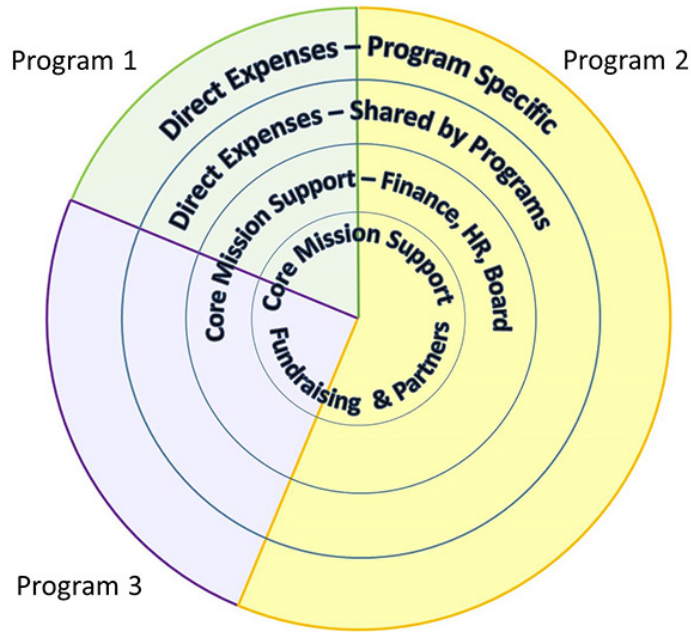 Program 1
Program 2
Direct Expenses – Program Specific
Direct Expenses – Shared by Programs
Core Mission Support – Finance, HR, Board
Core Mission Support
Fundraising & Partners
Program 3